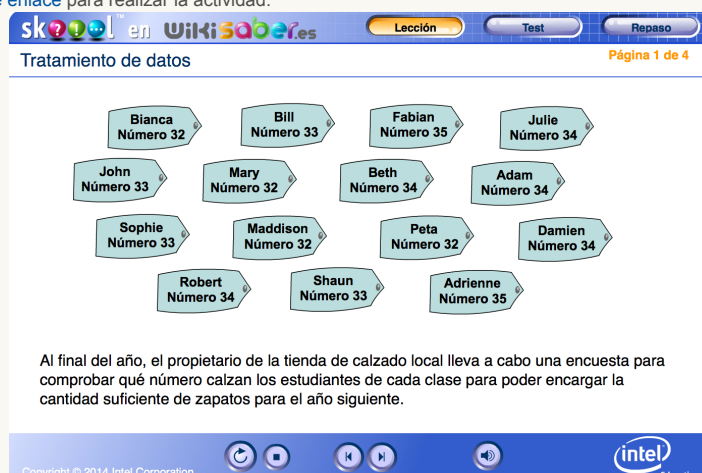 enlace para realizar la actividad.
sk???l™ en Wikisaber.es
Lección
Test
Repaso
Tratamiento de datos
Página 1 de 4
Bianca
Número 32
Bill
Número 33
Fabian
Número 35
Julie
Número 34
John
Número 33
Mary
Número 32
Beth
Número 34
Adam
Número 34
Sophie
Número 33
Maddison
Número 32
Peta
Número 32
Damien
Número 34
Robert
Número 34
Shaun
Número 33
Adrienne
Número 35
Al final del año, el propietario de la tienda de calzado local lleva a cabo una encuesta para
comprobar qué número calzan los estudiantes de cada clase para poder encargar la
cantidad suficiente de zapatos para el año siguiente.
Copyright © 2014 Intel Corporation
intel